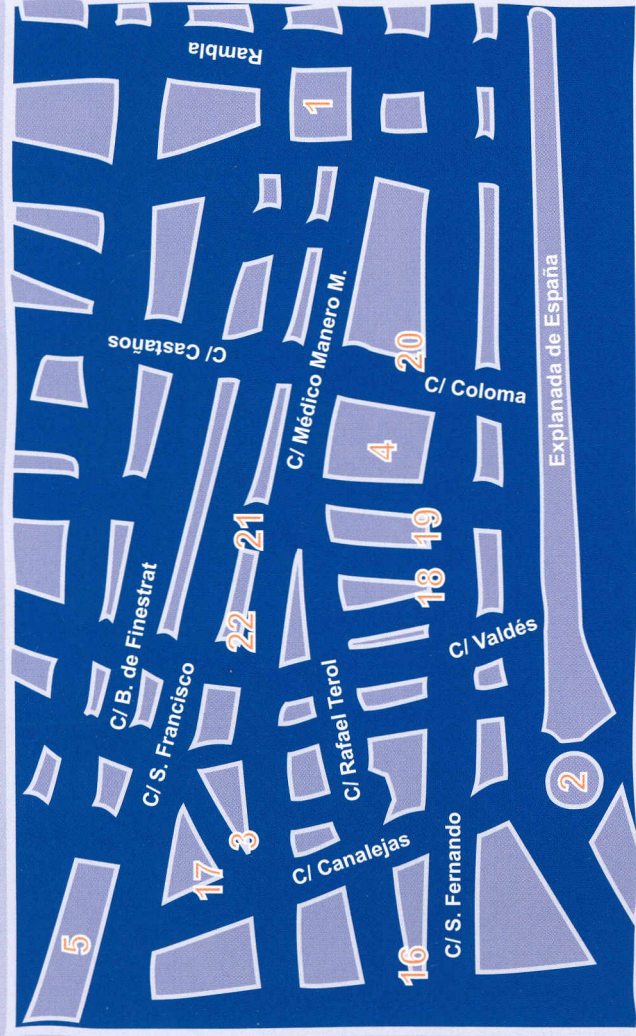 Rambla
1
C/ Castaños
C/ Médico Manero M.
20
C/ Coloma
Explanada de España
4
21
19
22
18
C/ B. de Finestrat
C/ S. Francisco
C/ Rafael Terol
C/ Valdés
3
17
C/ Canalejas
2
5
16
C/ S. Fernando